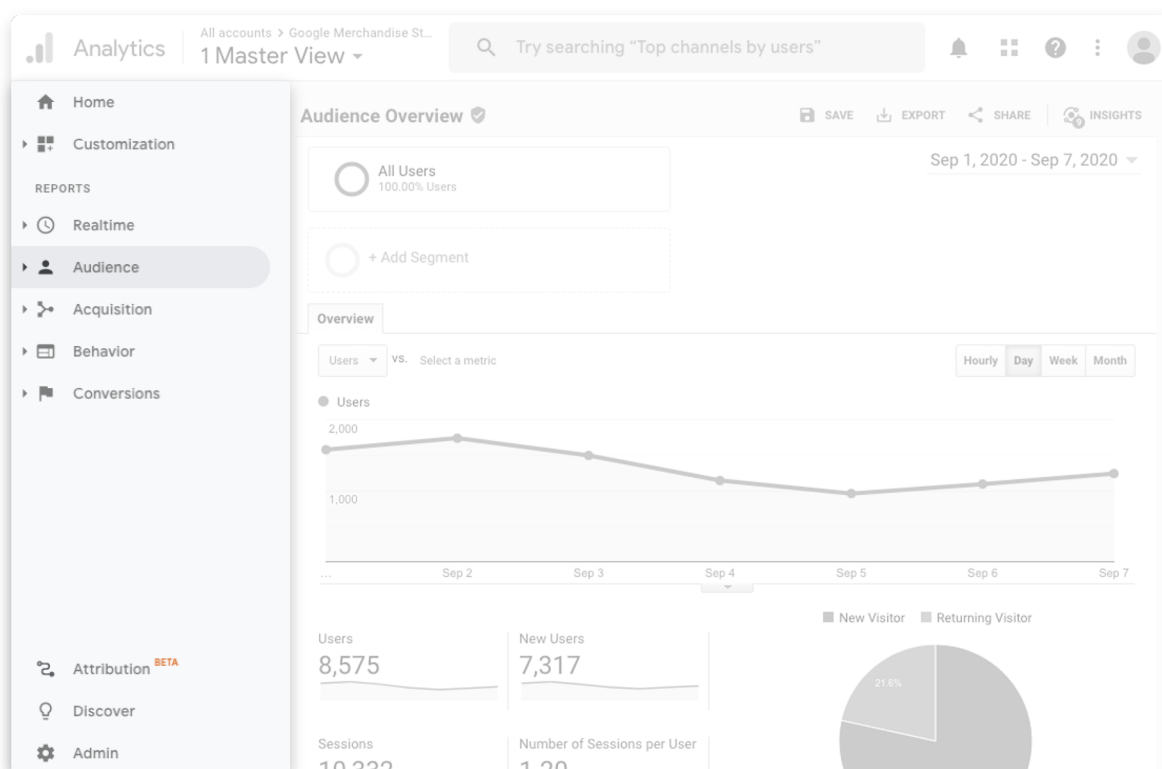 All accounts > Google Merchandise St...
Analytics
1 Master View
Try searching “Top channels by users”
Home
Customization
REPORTS
Realtime
Audience
Acquisition
Behavior
Conversions
Attribution BETA
Discover
Admin
Audience Overview
SAVE
EXPORT
SHARE
INSIGHTS
All Users
100.00% Users
Sep 1, 2020 - Sep 7, 2020
+ Add Segment
Overview
Users
vs.
Select a metric
Hourly
Day
Week
Month
Users
2,000
1,000
...
Sep 2
Sep 3
Sep 4
Sep 5
Sep 6
Sep 7
New Visitor
Returning Visitor
Users
8,575
New Users
7,317
21.6%
Sessions
10,332
Number of Sessions per User
1.20